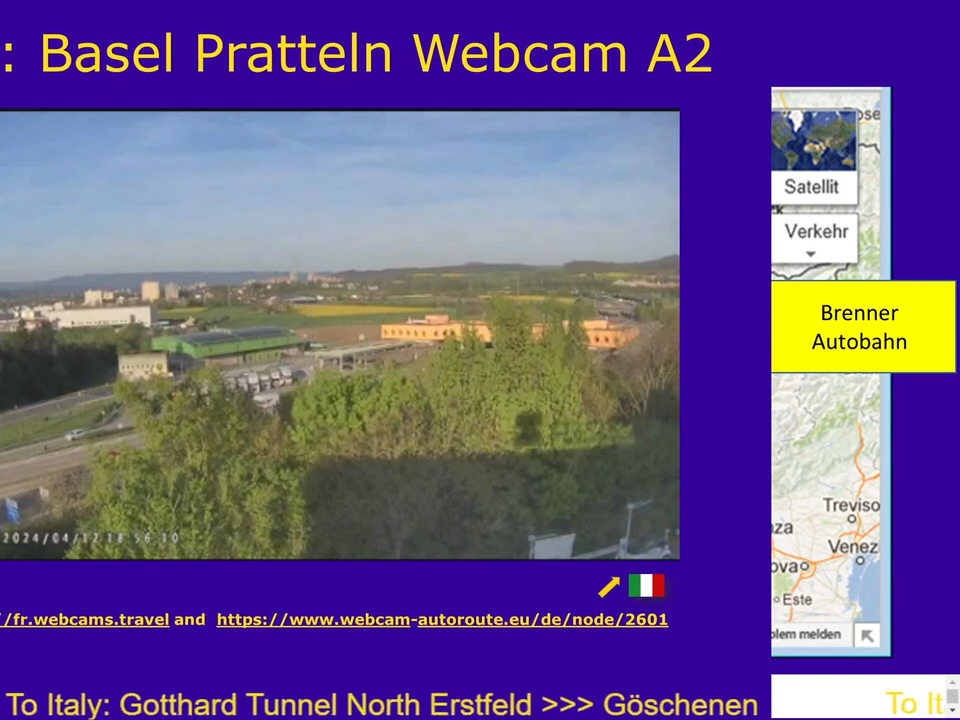 : Basel Pratteln Webcam A2
Satellit
Verkehr
Brenner
Autobahn
Treviso
Venez
Este
2024/04/12 18 56 10
//fr.webcams.travel and https://www.webcam-autoroute.eu/de/node/2601
blem melden
To Italy: Gotthard Tunnel North Erstfeld >>> Göschenen
To It